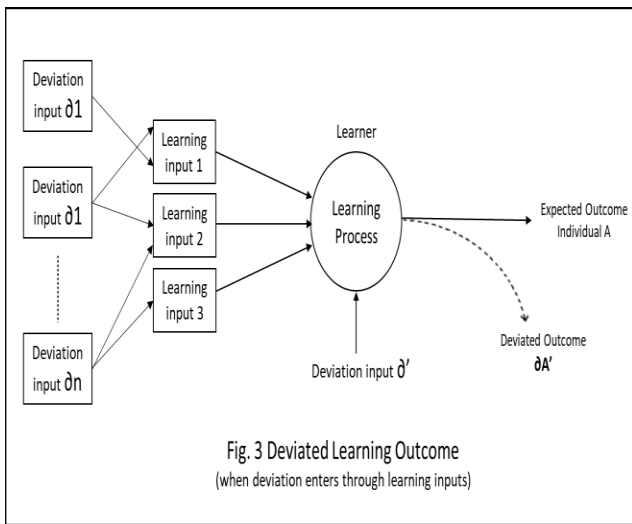 Deviation
input ∂1
Deviation
input ∂1
Deviation
input ∂n
Learning
input 1
Learning
input 2
Learning
input 3
Learner
Learning
Process
Deviation input ∂’
Expected Outcome
Individual A
Deviated Outcome
∂A’
Fig. 3 Deviated Learning Outcome
(when deviation enters through learning inputs)